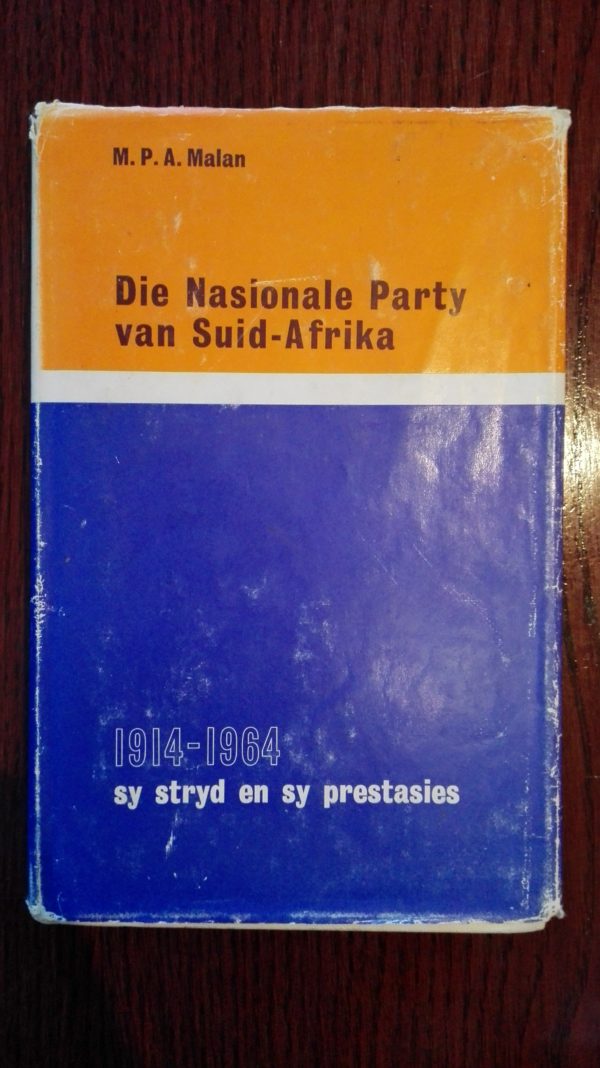 M. P. A. Malan
Die Nasionale Party
van Suid-Afrika
1914-1964
sy stryd en sy prestasies